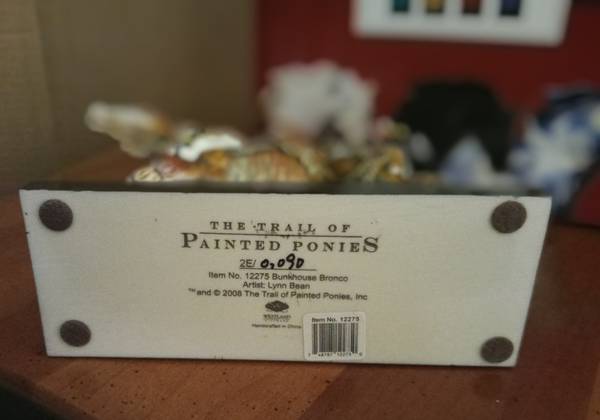 THE TRAIL OF
PAINTED PONIES
2E/ 0,090
Item No. 12275 Bunkhouse Bronco
Artist: Lynn Bean
™ and © 2008 The Trail of Painted Ponies, Inc
WESTLAND
Handcrafted in China
Item No. 12275